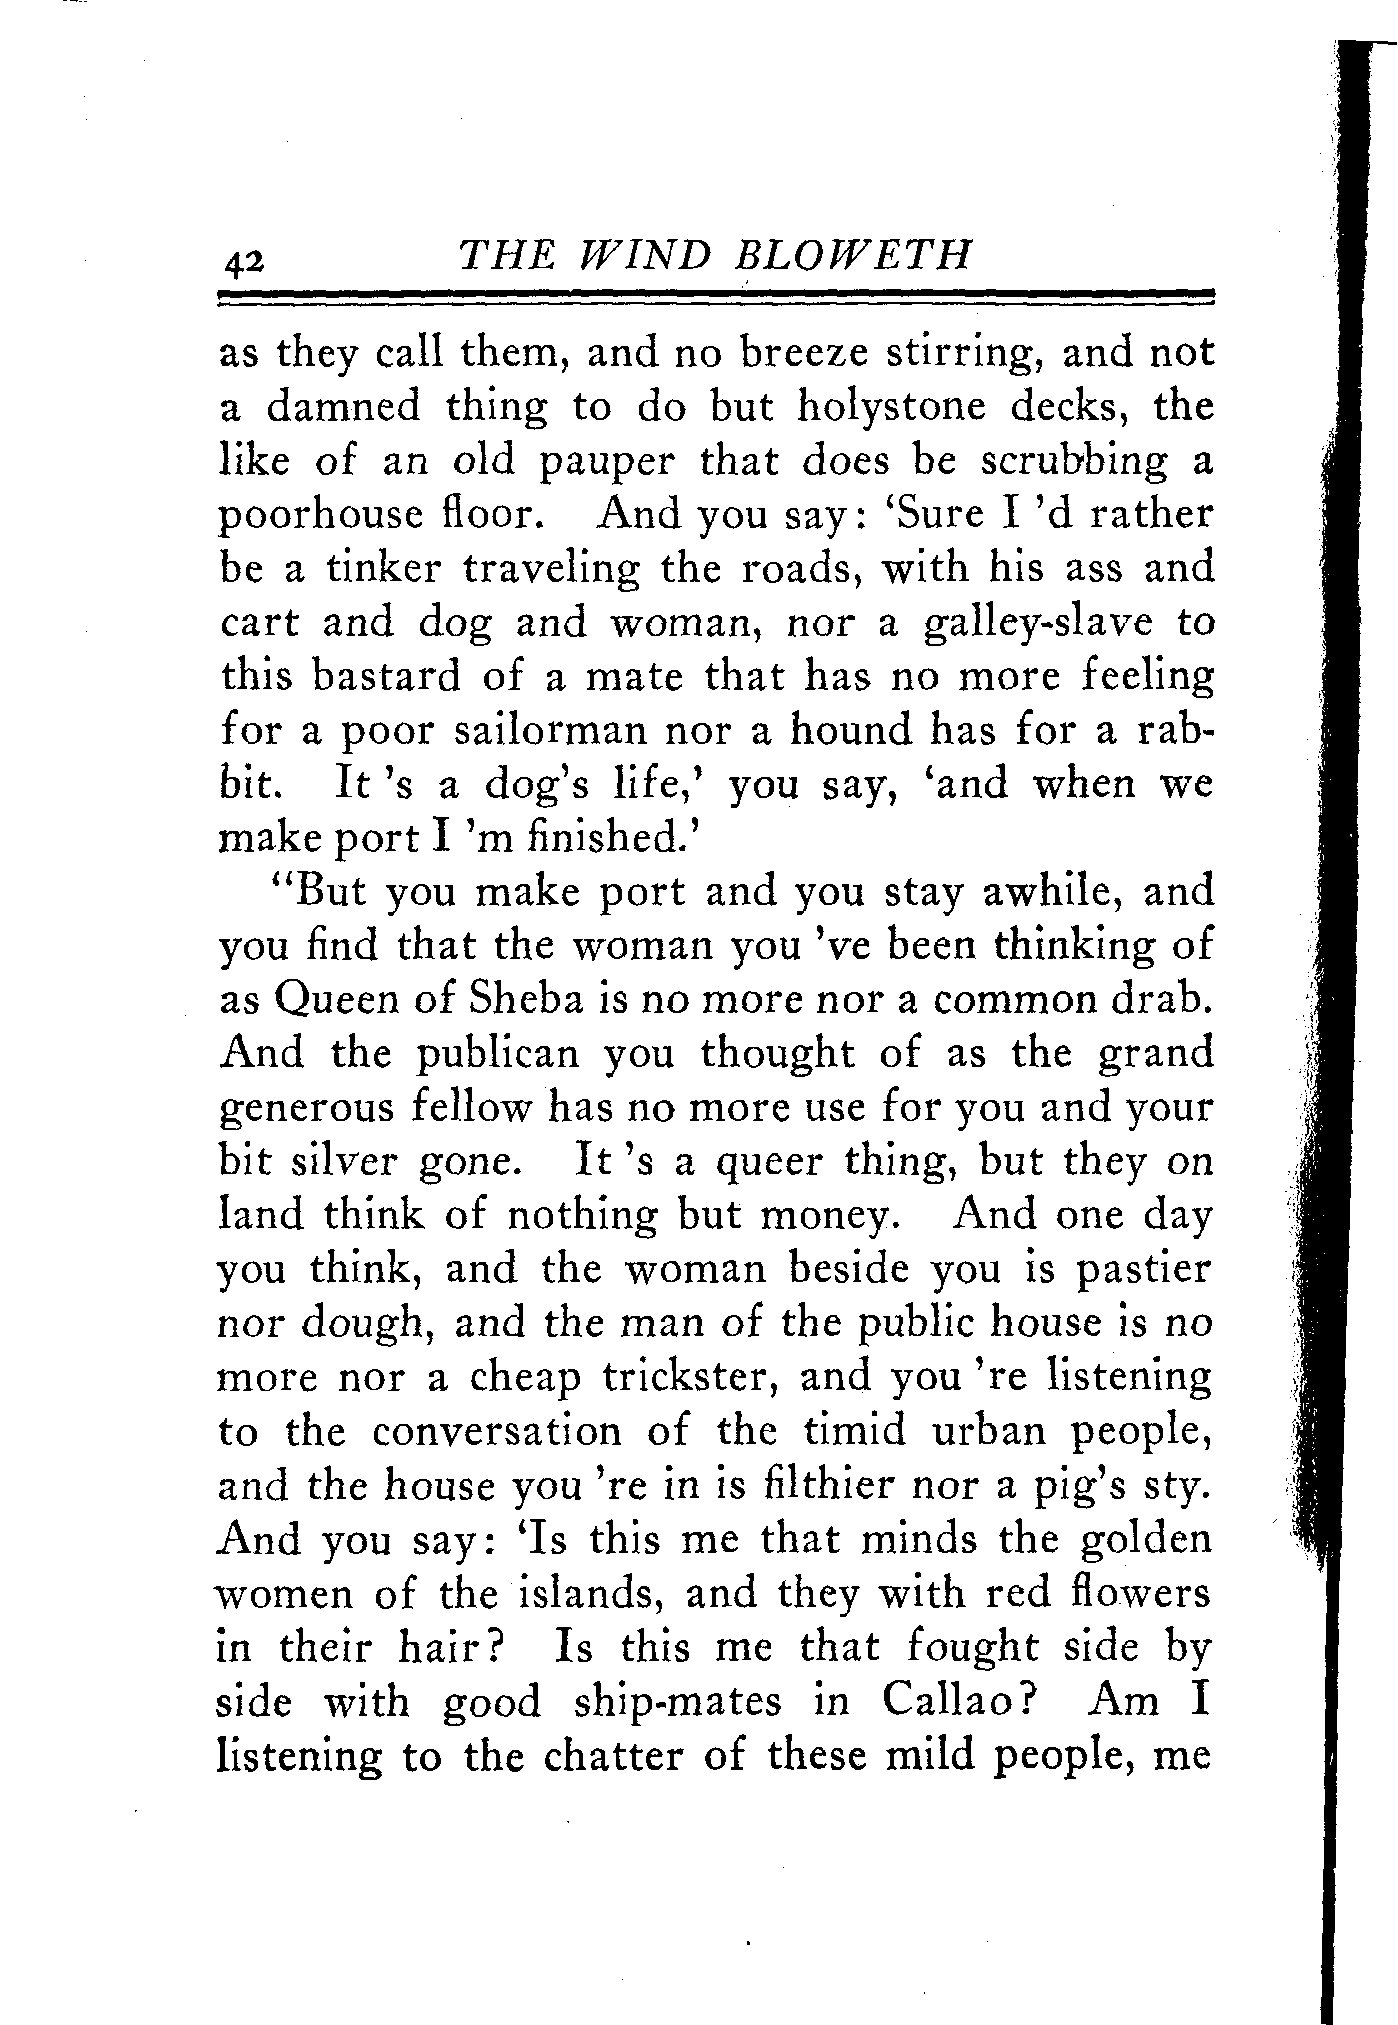 42 THE WIND BLOWETH
as they call them, and no breeze stirring, and not
a damned thing to do but holystone decks, the
like of an old pauper that does be scrubbing a
poorhouse floor. And you say: ‘Sure I ’d rather
be a tinker traveling the roads, with his ass and
cart and dog and woman, nor a galley-slave to
this bastard of a mate that has no more feeling
for a poor sailorman nor a hound has for a rab-
bit. It ’s a dog’s life,’ you say, ‘and when we
make port I ’m finished.’
“But you make port and you stay awhile, and
you find that the woman you ’ve been thinking of
as Queen of Sheba is no more nor a common drab.
And the publican you thought of as the grand
generous fellow has no more use for you and your
bit silver gone. It ’s a queer thing, but they on
land think of nothing but money. And one day
you think, and the woman beside you is pastier
nor dough, and the man of the public house is no
more nor a cheap trickster, and you ’re listening
to the conversation of the timid urban people,
and the house you ’re in is filthier nor a pig’s sty.
And you say: ‘Is this me that minds the golden
women of the islands, and they with red flowers
in their hair? Is this me that fought side by
side with good ship-mates in Callao? Am I
listening to the chatter of these mild people, me